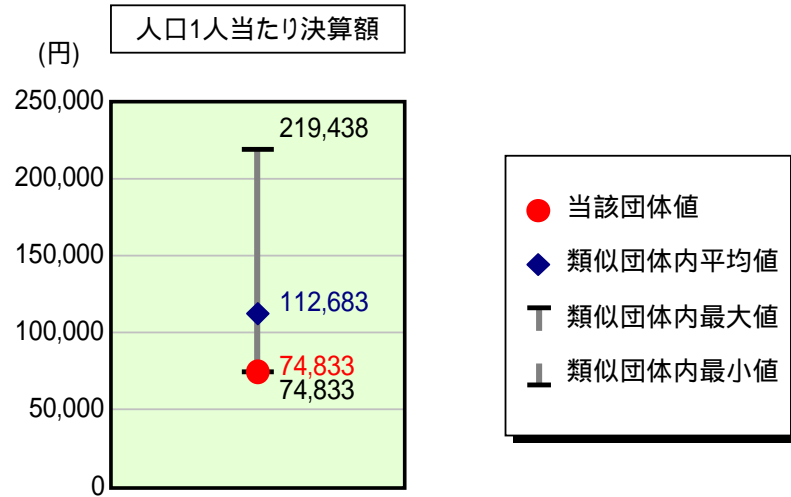 人口1人当たり決算額
(円)
250,000
200,000
150,000
100,000
50,000
0
219,438
112,683
74,833
74,833
当該団体値
類似団体内平均値
類似団体内最大値
類似団体内最小値